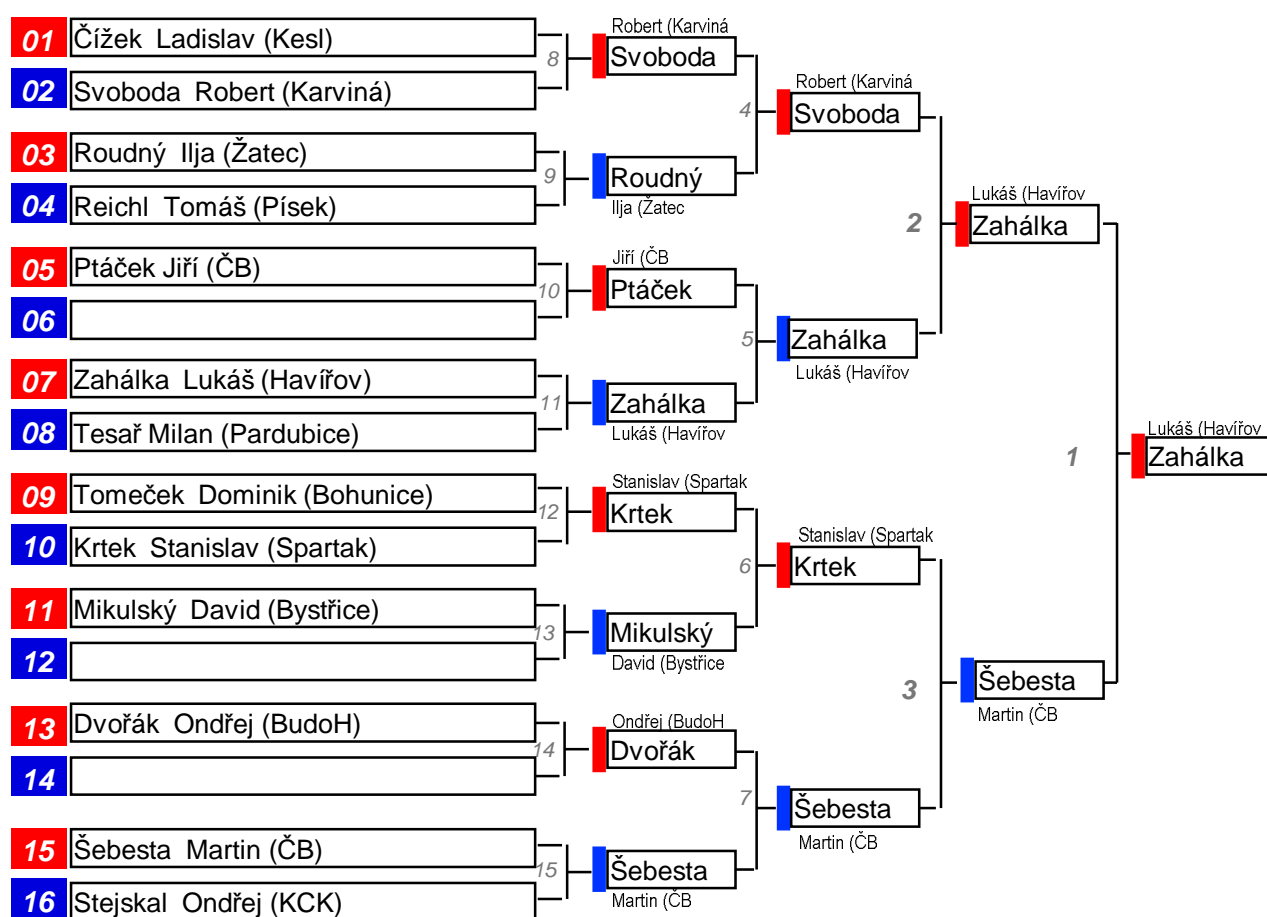 01 Čížek Ladislav (Kesl)
02 Svoboda Robert (Karviná)
03 Roudný Ilja (Žatec)
04 Reichl Tomáš (Písek)
05 Ptáček Jiří (ČB)
06
07 Zahálka Lukáš (Havířov)
08 Tesař Milan (Pardubice)
09 Tomeček Dominik (Bohunice)
10 Krtek Stanislav (Spartak)
11 Mikulský David (Bystřice)
12
13 Dvořák Ondřej (BudoH)
14
15 Šebesta Martin (ČB)
16 Stejskal Ondřej (KCK)
8
9
10
11
12
13
14
15
Robert (Karviná
Svoboda
Roudný
Ilja (Žatec
Jiří (ČB
Ptáček
Zahálka
Lukáš (Havířov
Stanislav (Spartak
Krtek
Mikulský
David (Bystřice
Ondřej (BudoH
Dvořák
Šebesta
Martin (ČB
4
5
6
7
Robert (Karviná
Svoboda
Zahálka
Lukáš (Havířov
Stanislav (Spartak
Krtek
Šebesta
Martin (ČB
2
3
Lukáš (Havířov
Zahálka
Šebesta
Martin (ČB
1
Lukáš (Havířov
Zahálka